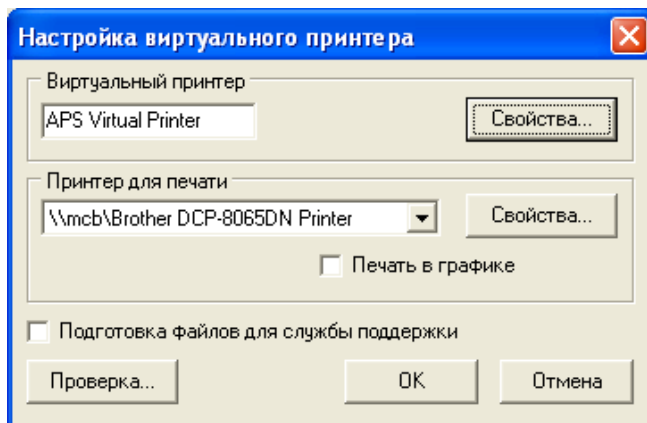 Настройка виртуального принтера
Виртуальный принтер
APS Virtual Printer
Свойства...
Принтер для печати
\\mcb\Brother DCP-8065DN Printer
Свойства...
Печать в графике
Подготовка файлов для службы поддержки
Проверка...
OK
Отмена